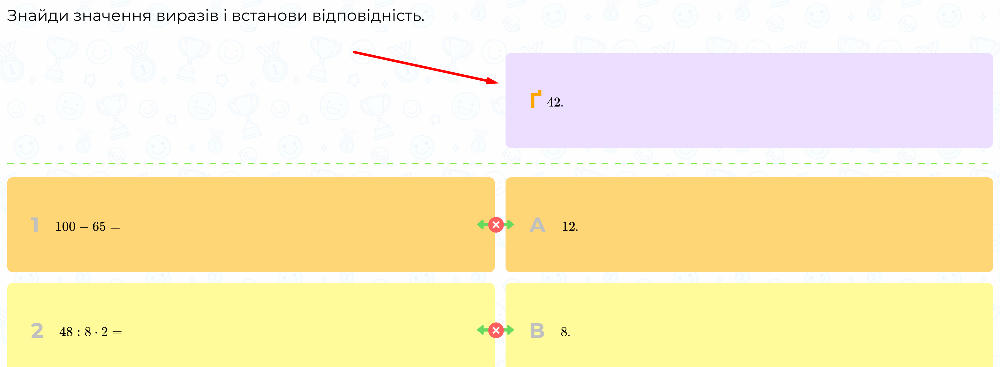 Знайди значення виразів і встанови відповідність.
Ґ 42.
1 100 − 65 =
А 12.
2 48 : 8 · 2 =
В 8.